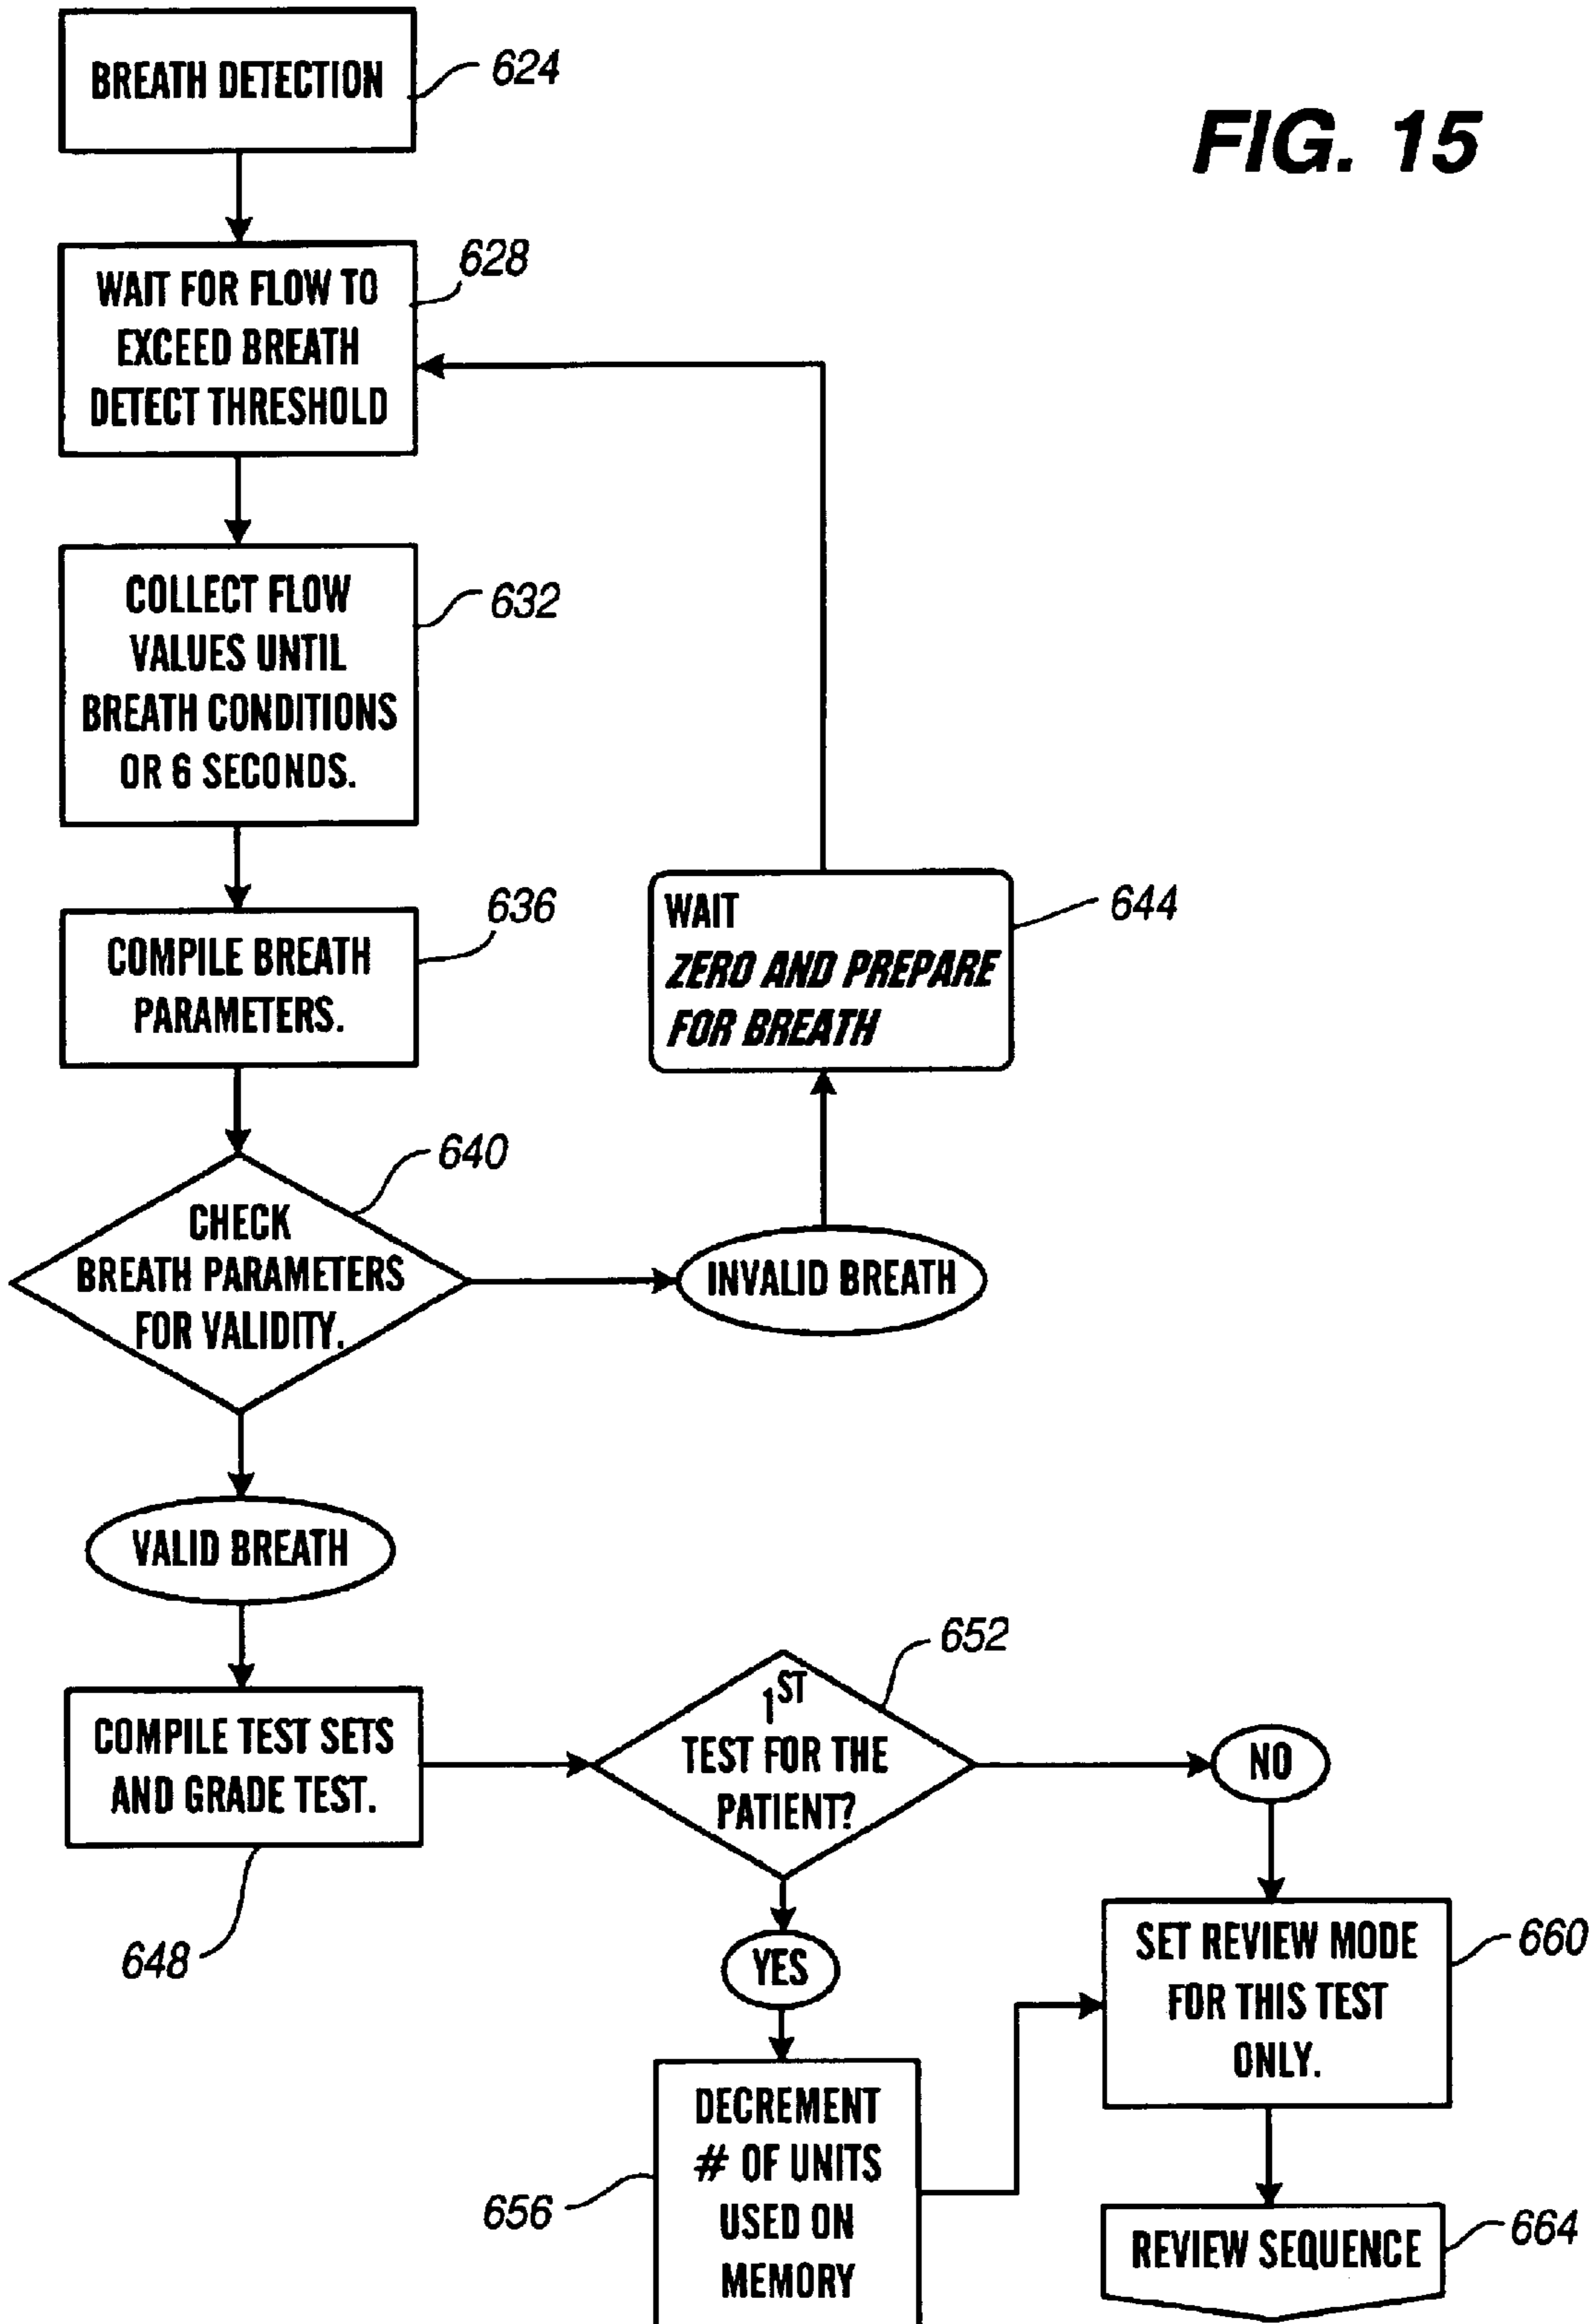 FIG. 15
BREATH DETECTION
624
WAIT FOR FLOW TO
EXCEED BREATH
DETECT THRESHOLD
628
COLLECT FLOW
VALUES UNTIL
BREATH CONDITIONS
OR 6 SECONDS.
632
COMPILE BREATH
PARAMETERS.
636
WAIT
ZERO AND PREPARE
FOR BREATH
644
CHECK
BREATH PARAMETERS
FOR VALIDITY.
640
INVALID BREATH
VALID BREATH
COMPILE TEST SETS
AND GRADE TEST.
648
1ST
TEST FOR THE
PATIENT?
652
NO
YES
DECREMENT
# OF UNITS
USED ON
MEMORY
656
SET REVIEW MODE
FOR THIS TEST
ONLY.
660
REVIEW SEQUENCE
664